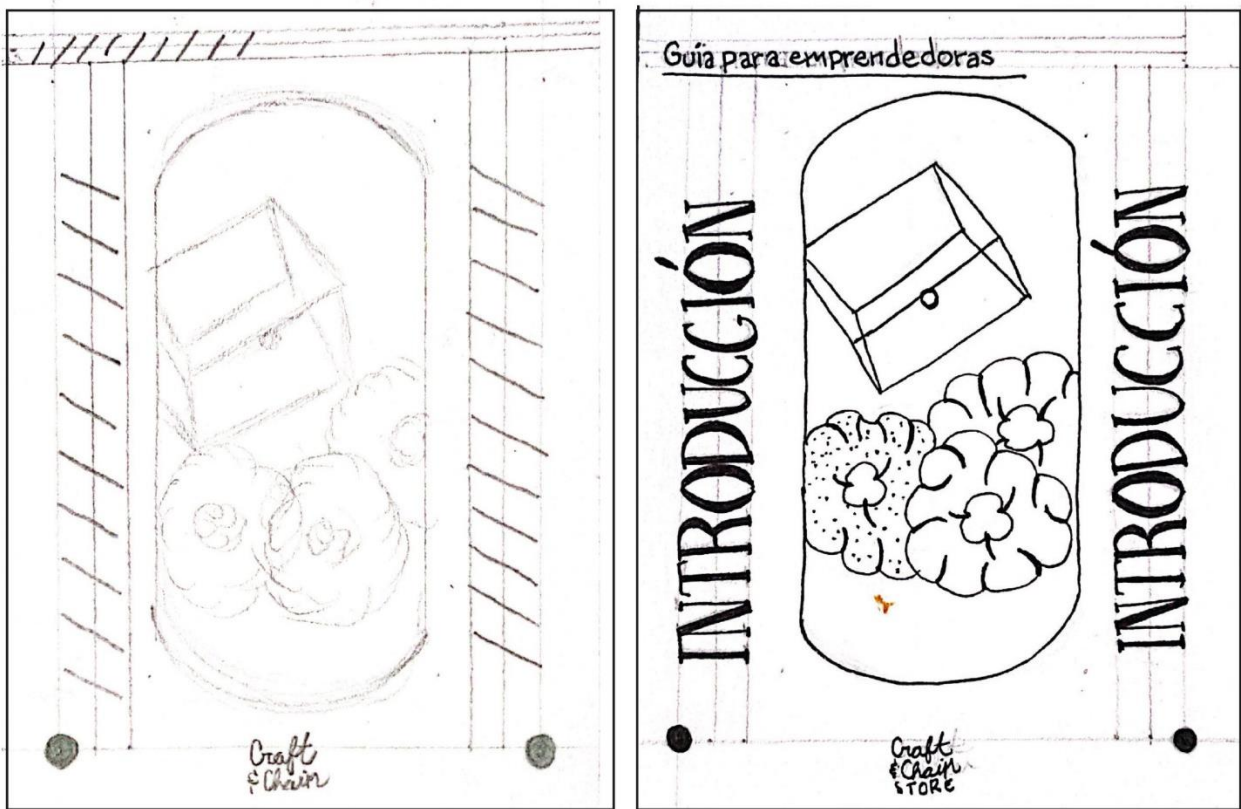 Craft
& Chain
Guía para emprendedoras
INTRODUCCIÓN
INTRODUCCIÓN
Craft
& Chain
STORE